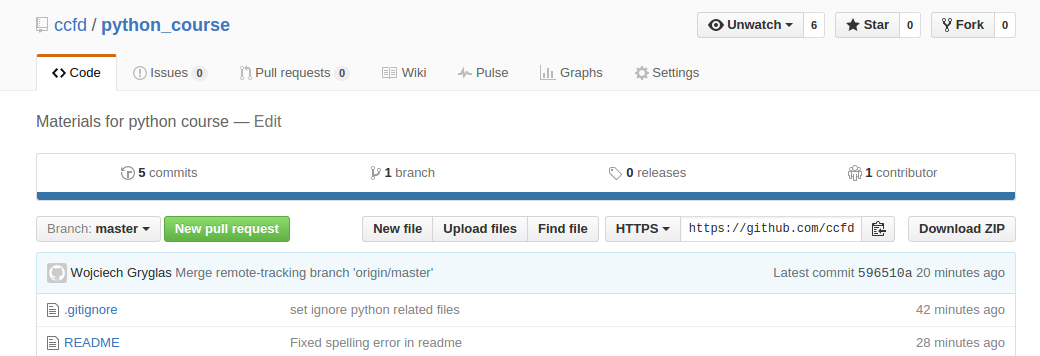 ccfd / python_course Unwatch 6 Star 0 Fork 0
Code Issues 0 Pull requests 0 Wiki Pulse Graphs Settings
Materials for python course — Edit
5 commits 1 branch 0 releases 1 contributor
Branch: master New pull request New file Upload files Find file HTTPS https://github.com/ccfd Download ZIP
Wojciech Gryglas Merge remote-tracking branch 'origin/master' Latest commit 596510a 20 minutes ago
.gitignore set ignore python related files 42 minutes ago
README Fixed spelling error in readme 28 minutes ago